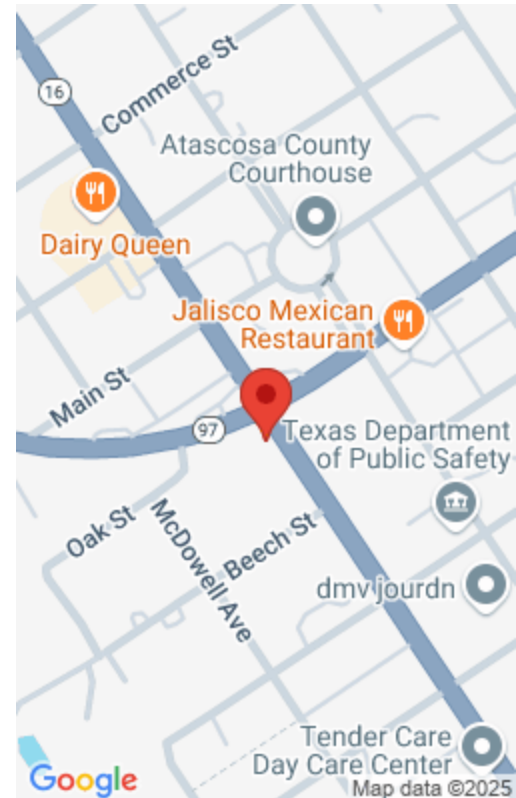 16
Commerce St
Atascosa County
Courthouse
Dairy Queen
Jalisco Mexican
Restaurant
Main St
97
Texas Department
of Public Safety
Oak St
McDowell Ave
Beech St
dmv jourdn
Tender Care
Day Care Center
Google
Map data ©2025